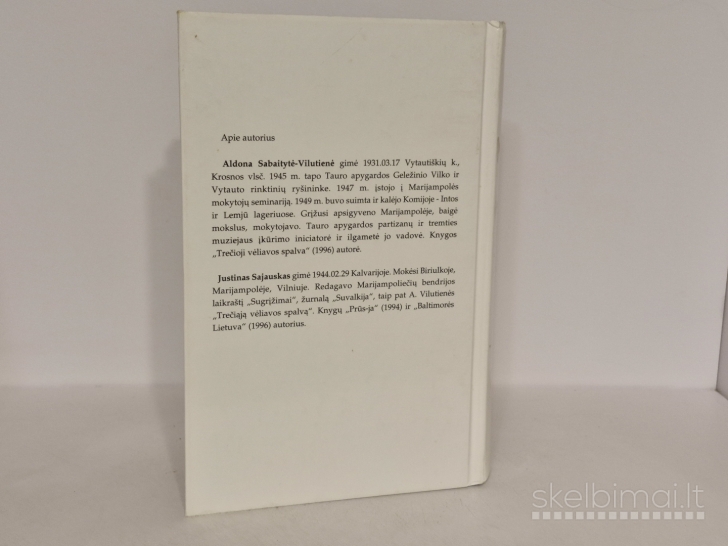 Apie autorius
Aldona Sabaitytė-Vilutienė gimė 1931.03.17 Vytautiškių k.,
Krosnos vlsč. 1945 m. tapo Tauro apygardos Geležinio Vilko ir
Vytauto rinktinių ryšininke. 1947 m. įstojo į Marijampolės
mokytojų seminariją. 1949 m. buvo suimta ir kalėjo Komijoje - Intos
ir Lemjū lageriuose. Grįžusi apsigyveno Marijampolėje, baigė
mokslus, mokytojavo. Tauro apygardos partizanų ir tremties
muziejaus įkūrimo iniciatorė ir ilgametė jo vadovė. Knygos
„Trečioji vėliavos spalva“ (1996) autorė.
Justinas Sajauskas gimė 1944.02.29 Kalvarijoje. Mokėsi Biriulkoje,
Marijampolėje, Vilniuje. Redagavo Marijampoliečių bendrijos
laikraštį „Sugrįžimai“, žurnalą „Suvalkija“, taip pat A. Vilutienės
„Trečiąją vėliavos spalvą“. Knygų „Prūs-ja“ (1994) ir „Baltimorės
Lietuva“ (1996) autorius.
skelbimai.lt